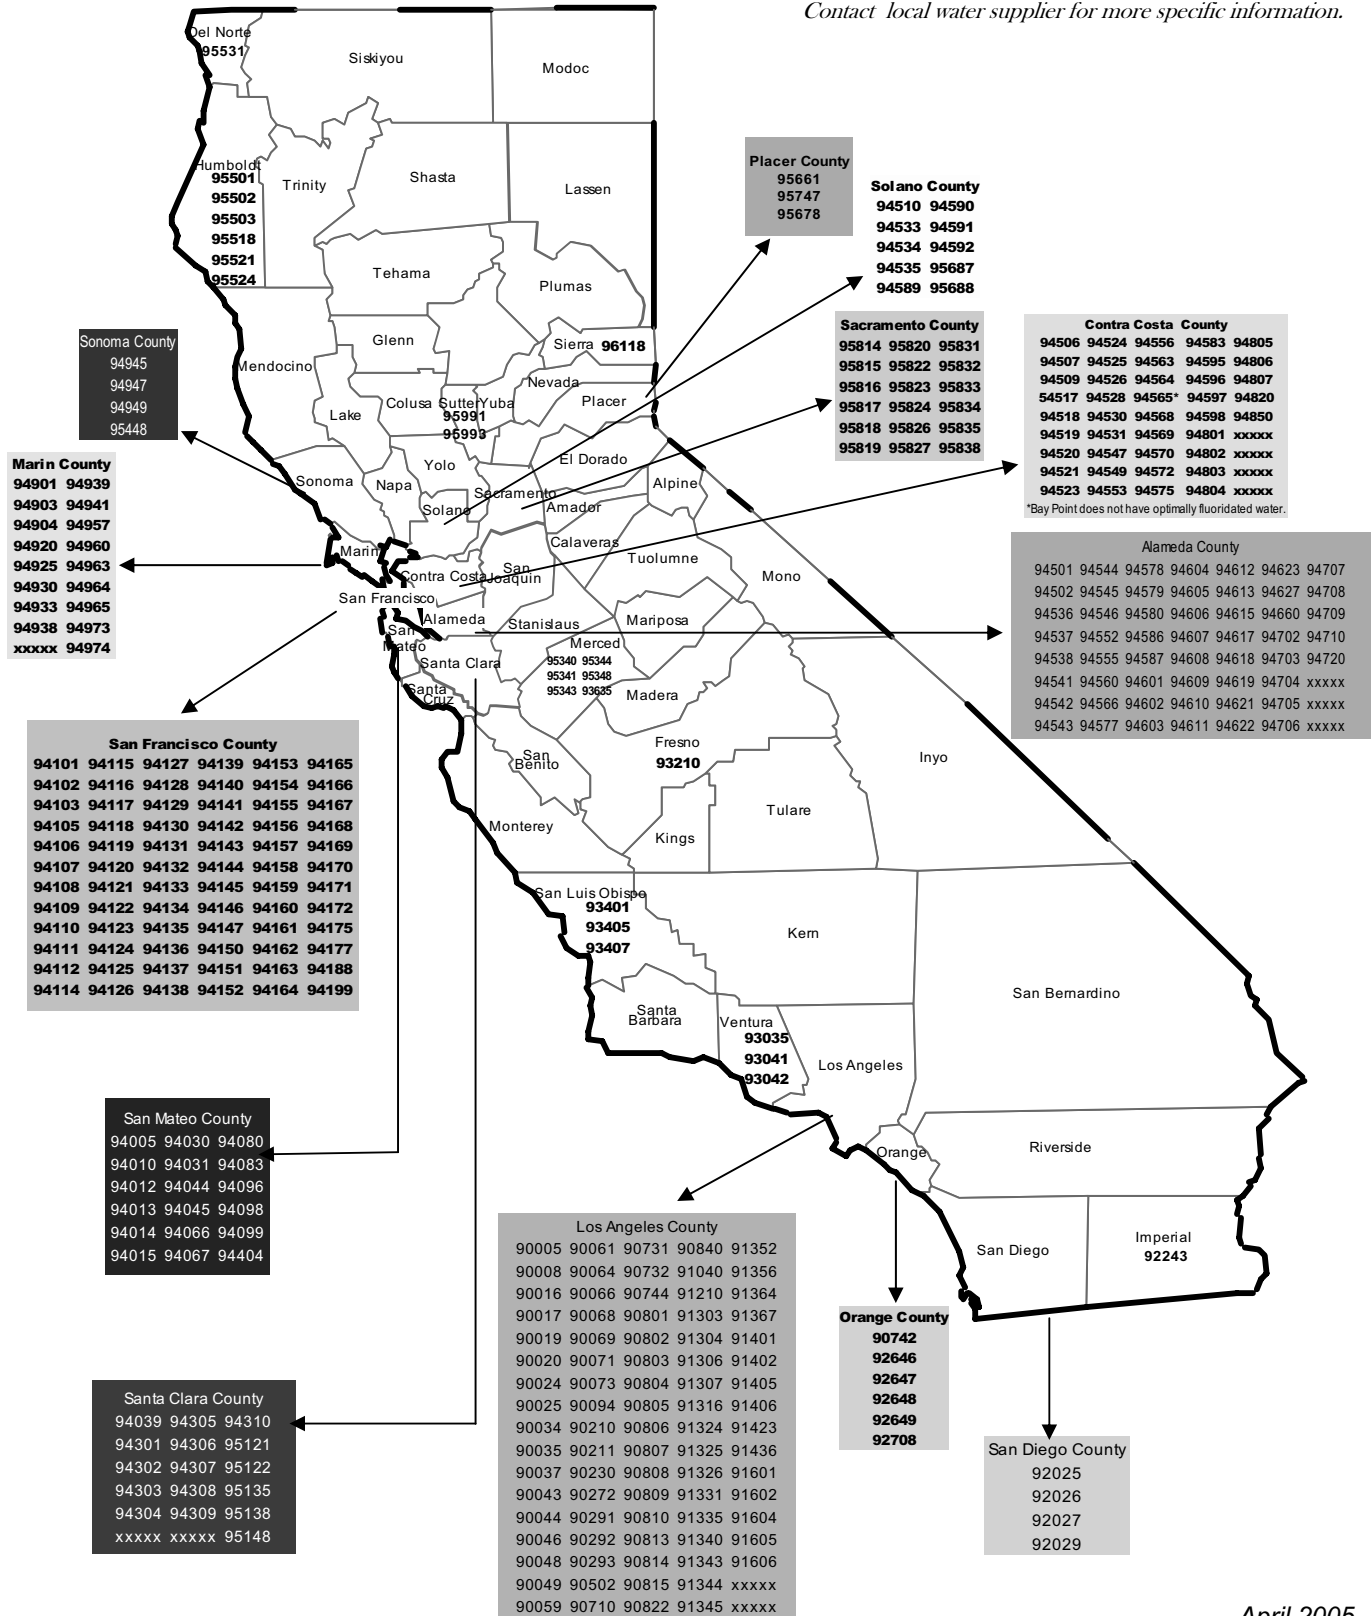 Contact local water supplier for more specific information.
Del Norte
95531
Siskiyou
Modoc
Humboldt
95501
95502
95503
95518
95521
95524
Trinity
Shasta
Lassen
Tehama
Plumas
Glenn
Sierra 96118
Mendocino
Nevada
Colusa
Sutter
Yuba
95991
95993
Placer
Lake
Yolo
El Dorado
Sonoma
Napa
Sacramento
Alpine
Solano
Amador
Calaveras
Marin
Tuolumne
Contra Costa
San
Joaquin
Mono
San Francisco
Alameda
Stanislaus
Mariposa
San
Mateo
Merced
95340 95344
95341 95348
95343 93635
Santa Clara
Santa
Cruz
Madera
Fresno
93210
San
Benito
Inyo
Tulare
Monterey
Kings
San Luis Obispo
93401
93405
93407
Kern
San Bernardino
Santa
Barbara
Ventura
93035
93041
93042
Los Angeles
Orange
Riverside
San Diego
Imperial
92243
Placer County
95661
95747
95678
Solano County
94510 94590
94533 94591
94534 94592
94535 95687
94589 95688
Sacramento County
95814 95820 95831
95815 95822 95832
95816 95823 95833
95817 95824 95834
95818 95826 95835
95819 95827 95838
Contra Costa County
94506 94524 94556 94583 94805
94507 94525 94563 94595 94806
94509 94526 94564 94596 94807
54517 94528 94565* 94597 94820
94518 94530 94568 94598 94850
94519 94531 94569 94801 xxxxx
94520 94547 94570 94802 xxxxx
94521 94549 94572 94803 xxxxx
94523 94553 94575 94804 xxxxx
*Bay Point does not have optimally fluoridated water.
Alameda County
94501 94544 94578 94604 94612 94623 94707
94502 94545 94579 94605 94613 94627 94708
94536 94546 94580 94606 94615 94660 94709
94537 94552 94586 94607 94617 94702 94710
94538 94555 94587 94608 94618 94703 94720
94541 94560 94601 94609 94619 94704 xxxxx
94542 94566 94602 94610 94621 94705 xxxxx
94543 94577 94603 94611 94622 94706 xxxxx
Sonoma County
94945
94947
94949
95448
Marin County
94901 94939
94903 94941
94904 94957
94920 94960
94925 94963
94930 94964
94933 94965
94938 94973
xxxxx 94974
San Francisco County
94101 94115 94127 94139 94153 94165
94102 94116 94128 94140 94154 94166
94103 94117 94129 94141 94155 94167
94105 94118 94130 94142 94156 94168
94106 94119 94131 94143 94157 94169
94107 94120 94132 94144 94158 94170
94108 94121 94133 94145 94159 94171
94109 94122 94134 94146 94160 94172
94110 94123 94135 94147 94161 94175
94111 94124 94136 94150 94162 94177
94112 94125 94137 94151 94163 94188
94114 94126 94138 94152 94164 94199
San Mateo County
94005 94030 94080
94010 94031 94083
94012 94044 94096
94013 94045 94098
94014 94066 94099
94015 94067 94404
Santa Clara County
94039 94305 94310
94301 94306 95121
94302 94307 95122
94303 94308 95135
94304 94309 95138
xxxxx xxxxx 95148
Los Angeles County
90005 90061 90731 90840 91352
90008 90064 90732 91040 91356
90016 90066 90744 91210 91364
90017 90068 90801 91303 91367
90019 90069 90802 91304 91401
90020 90071 90803 91306 91402
90024 90073 90804 91307 91405
90025 90094 90805 91316 91406
90034 90210 90806 91324 91423
90035 90211 90807 91325 91436
90037 90230 90808 91326 91601
90043 90272 90809 91331 91602
90044 90291 90810 91335 91604
90046 90292 90813 91340 91605
90048 90293 90814 91343 91606
90049 90502 90815 91344 xxxxx
90059 90710 90822 91345 xxxxx
Orange County
90742
92646
92647
92648
92649
92708
San Diego County
92025
92026
92027
92029
April 2005